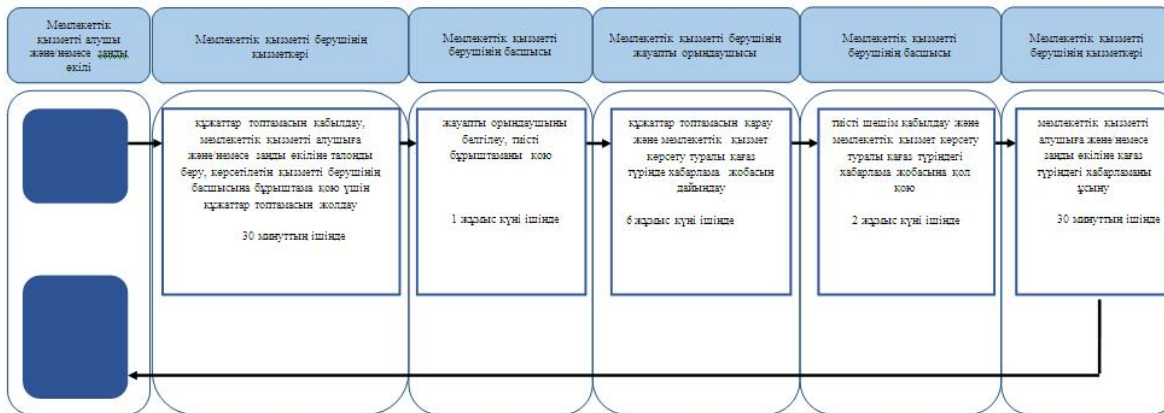 Мемлекеттік
қызметті алушы
және/немесе заңды
өкілі
Мемлекеттік қызметті берушінің
қызметкері
Мемлекеттік қызметті
берушінің басшысы
Мемлекеттік қызметті берушінің
жауапты орындаушысы
Мемлекеттік қызметті
берушінің басшысы
Мемлекеттік қызметті
берушінің қызметкері
құжаттар топтамасын қабылдау,
мемлекеттік қызметті алушыға
және/немесе заңды өкіліне талонды
беру, көрсетілетін қызметті берушінің
басшысына бұрыштама қою үшін
құжаттар топтамасын жолдау
30 минуттың ішінде
жауапты орындаушыны
белгілеу, тиісті
бұрыштаманы қою
1 жұмыс күні ішінде
құжаттар топтамасын қарау
және мемлекеттік қызмет
көрсету туралы қағаз
түрінде хабарлама жобасын
дайындау
6 жұмыс күні ішінде
тиісті шешім қабылдау және
мемлекеттік қызмет көрсету
туралы қағаз түріндегі
хабарлама жобасына қол
қою
2 жұмыс күні ішінде
мемлекеттік қызметті
алушыға және/немесе
заңды өкіліне қағаз
түріндегі хабарламаны
ұсыну
30 минуттың ішінде